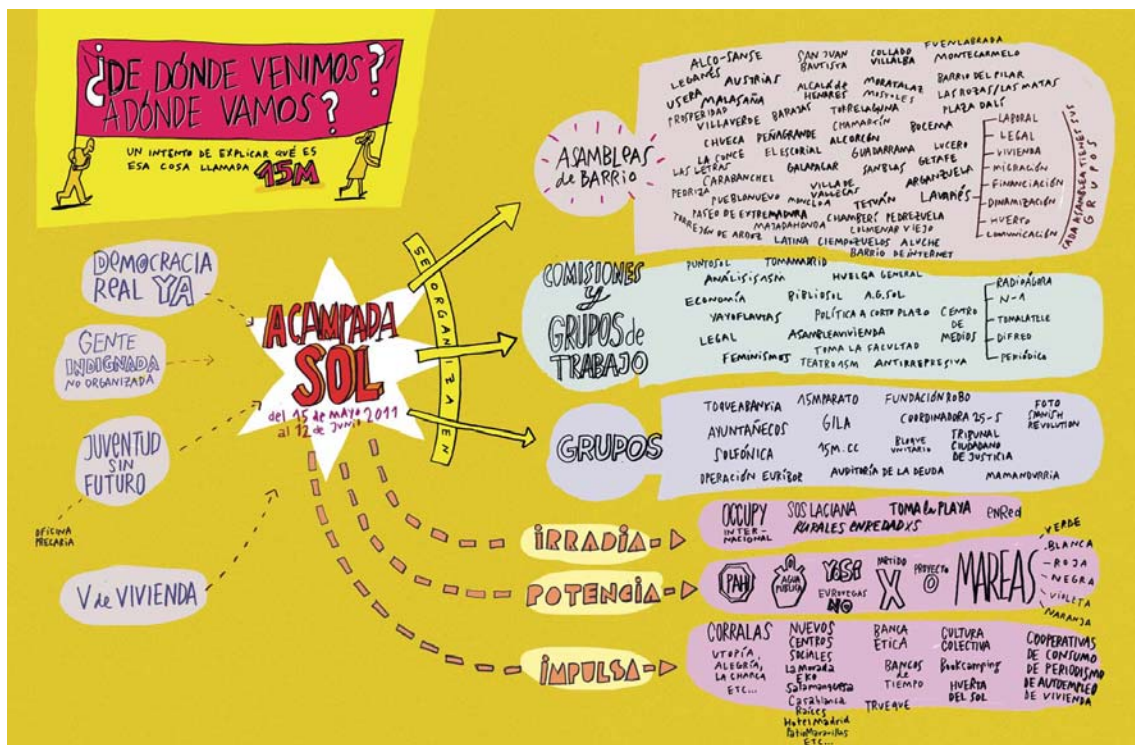 ¿DE DÓNDE VENIMOS?
A DÓNDE VAMOS?
UN INTENTO DE EXPLICAR QUÉ ES
ESA COSA LLAMADA 15M
DEMOCRACIA
REAL YA
GENTE
INDIGNADA
NO ORGANIZADA
JUVENTUD
SIN
FUTURO
OFICINA
PRECARIA
V de VIVIENDA
ACAMPADA
SOL
del 15 de MAYO 2011
al 12 de JUNIO
SE ORGANIZA EN
ASAMBLEAS
de BARRIO
ALCO-SANSE
SAN JUAN
BAUTISTA
COLLADO
VILLALBA
FUENLABRADA
MONTECARMELO
LEGANÉS
AUSTRIAS
ALCALÁ de
HENARES
MORATALAZ
MOSTOLES
BARRIO DEL PILAR
LAS ROZAS/LAS MATAS
USERA
MALASAÑA
PROSPERIDAD
VILLAVERDE
BARAJAS
TORRELAGUNA
PLAZA DALÍ
CHAMARTÍN
CHUECA
PEÑAGRANDE
ALCORCÓN
BOCEMA
LA CONCE
EL ESCORIAL
GUADARRAMA
LUCERO
LAS LETRAS
GALAPAGAR
SANBLAS
GETAFE
CARABANCHEL
ARGANZUELA
PEDRIZA
PUEBLONUEVO
MONCLOA
VILLA DE
VALLECAS
TETUÁN
LAVAPIÉS
PASEO DE EXTREMADURA
MAJADAHONDA
CHAMBERÍ
PEDREZUELA
COLMENAR VIEJO
TORREJÓN DE ARDOZ
LATINA
CIEMPOZUELOS
ALUCHE
BARRIO DE INTERNET
LABORAL
LEGAL
VIVIENDA
MIGRACIÓN
FINANCIACIÓN
DINAMIZACIÓN
HUERTO
COMUNICACIÓN
CADA ASAMBLEA TIENE SUS
GRUPOS
COMISIONES
y
GRUPOS de
TRABAJO
PUNTOSOL
TOMAMADRID
ANÁLISIS15M
HUELGA GENERAL
ECONOMÍA
BIBLIOSOL
A.G.SOL
YAYOFLAUTAS
POLÍTICA A CORTO PLAZO
LEGAL
ASAMBLEAVIVIENDA
TOMA LA FACULTAD
FEMINISMOS
TEATRO15M
ANTIRREPRESIVA
CENTRO
DE
MEDIOS
RADIOÁGORA
N-1
TOMALATELE
DIFRED
PERIÓDICO
GRUPOS
TOQUEABANKIA
15MPARATO
FUNDACIÓN ROBO
FOTO
SPANISH
REVOLUTION
AYUNTAÑECOS
GILA
COORDINADORA 25-S
SOLFÓNICA
15M.CC
BLOQUE
UNITARIO
TRIBUNAL
CIUDADANO
DE JUSTICIA
OPERACIÓN EURIBOR
AUDITORÍA DE LA DEUDA
MAMANDURRIA
IRRADIA
OCCUPY
INTER-
NACIONAL
SOS LACIANA
TOMA la PLAYA
enRed
RURALES ENREDADXS
POTENCIA
PAH
AGUA
PÚBLICA
YoSí
EUROVEGAS
NO
PARTIDO
X
PROYECTO
O
MAREAS
VERDE
BLANCA
ROJA
NEGRA
VIOLETA
NARANJA
IMPULSA
CORRALAS
UTOPÍA,
ALEGRÍA,
LA CHARCA
ETC...
NUEVOS
CENTROS
SOCIALES
La Morada
EKO
Salamanquesa
Casablanca
Raíces
Hotel Madrid
Patio Maravillas
ETC...
BANCA
ÉTICA
BANCOS
de
TIEMPO
TRUEQUE
CULTURA
COLECTIVA
Bookcamping
HUERTA
DEL SOL
COOPERATIVAS
DE CONSUMO
DE PERIODISMO
DE AUTOEMPLEO
DE VIVIENDA